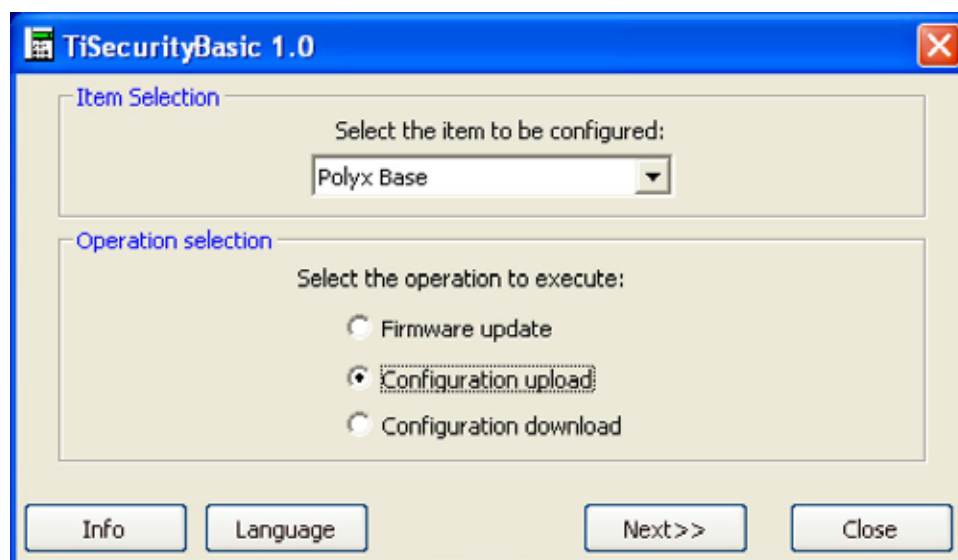 TiSecurityBasic 1.0
Item Selection
Select the item to be configured:
Polyx Base
Operation selection
Select the operation to execute:
Firmware update
Configuration upload
Configuration download
Info Language Next>> Close